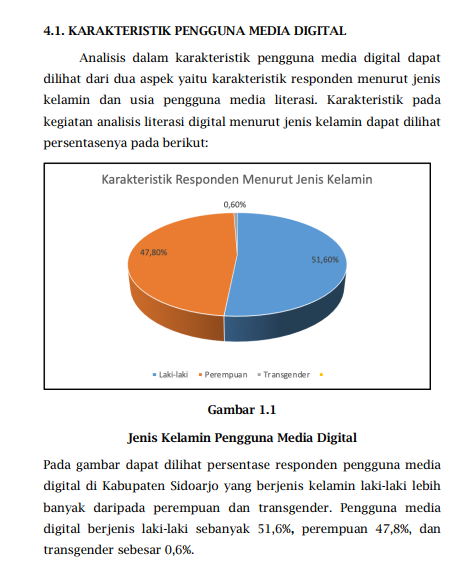 4.1. KARAKTERISTIK PENGGUNA MEDIA DIGITAL
Analisis dalam karakteristik pengguna media digital dapat
dilihat dari dua aspek yaitu karakteristik responden menurut jenis
kelamin dan usia pengguna media literasi. Karakteristik pada
kegiatan analisis literasi digital menurut jenis kelamin dapat dilihat
persentasenya pada berikut:
Karakteristik Responden Menurut Jenis Kelamin
0,60%
47,80%
51,60%
Laki-laki Perempuan Transgender
Gambar 1.1
Jenis Kelamin Pengguna Media Digital
Pada gambar dapat dilihat persentase responden pengguna media
digital di Kabupaten Sidoarjo yang berjenis kelamin laki-laki lebih
banyak daripada perempuan dan transgender. Pengguna media
digital berjenis laki-laki sebanyak 51,6%, perempuan 47,8%, dan
transgender sebesar 0,6%.